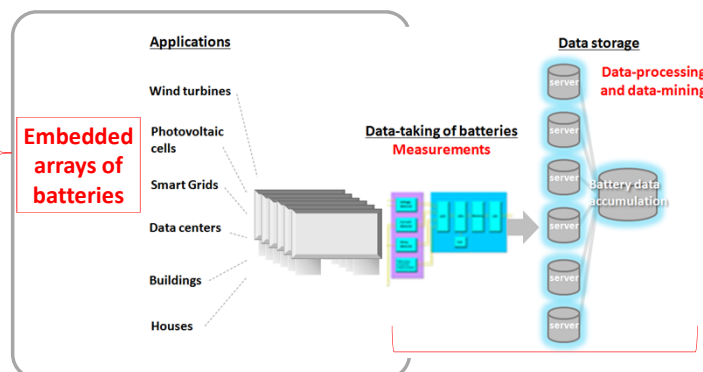 Applications
Data storage
Wind turbines
Data-processing
and data-mining
Embedded
arrays of
batteries
Photovoltaic
cells
Data-taking of batteries
Measurements
Smart Grids
Data centers
Buildings
Houses
server
server
server
server
server
server
Battery data
accumulation